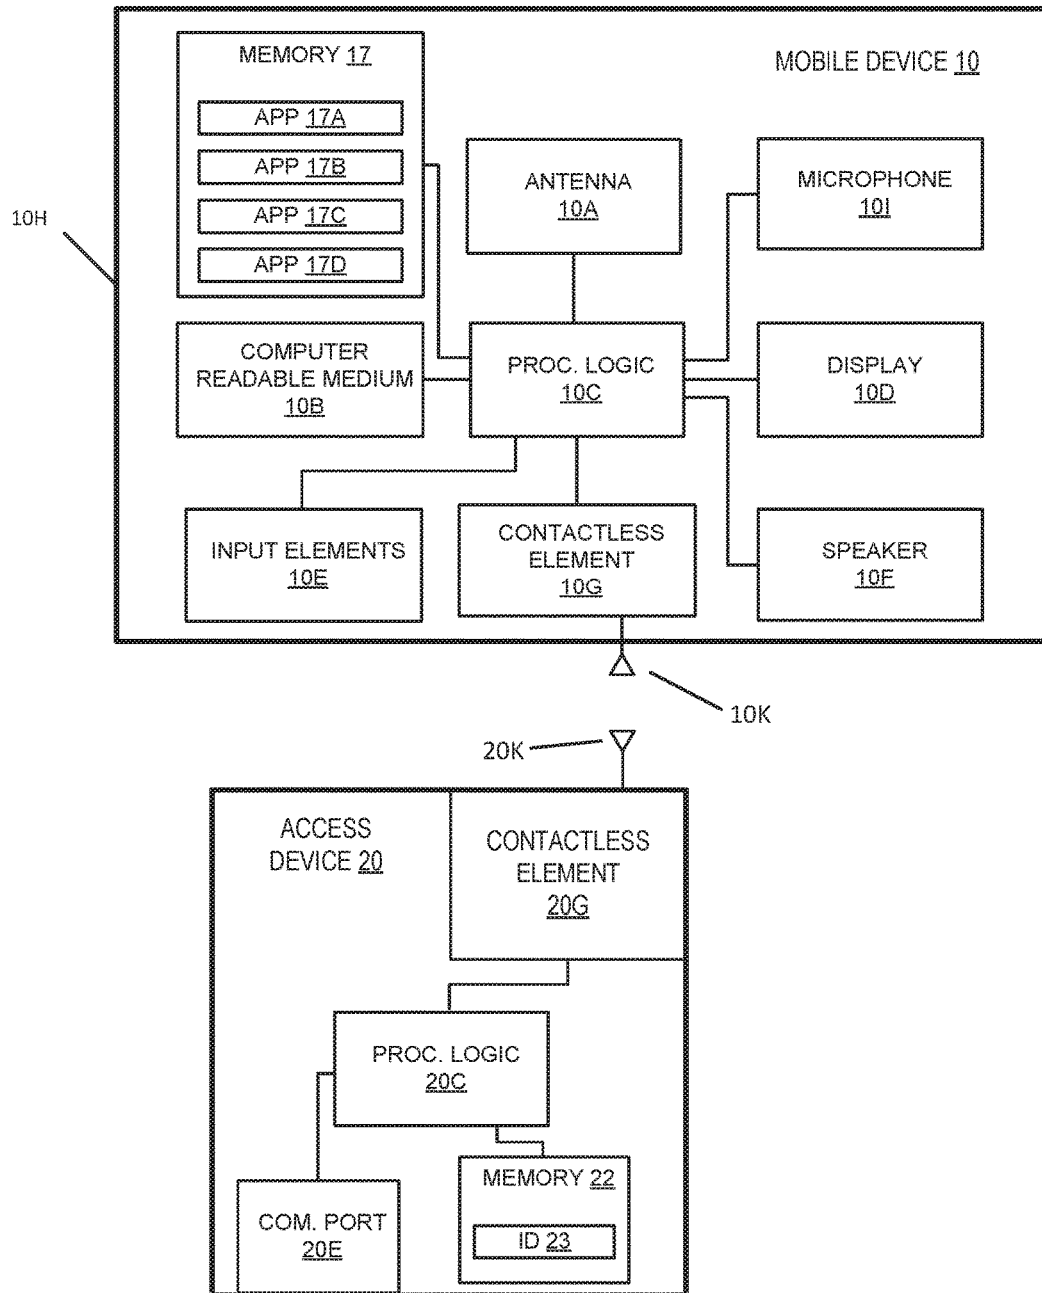 MEMORY 17
MOBILE DEVICE 10
APP 17A
APP 17B
APP 17C
APP 17D
10H
ANTENNA
10A
MICROPHONE
10I
COMPUTER
READABLE MEDIUM
10B
PROC. LOGIC
10C
DISPLAY
10D
INPUT ELEMENTS
10E
CONTACTLESS
ELEMENT
10G
SPEAKER
10F
10K
20K
ACCESS
DEVICE 20
CONTACTLESS
ELEMENT
20G
PROC. LOGIC
20C
MEMORY 22
ID 23
COM. PORT
20E